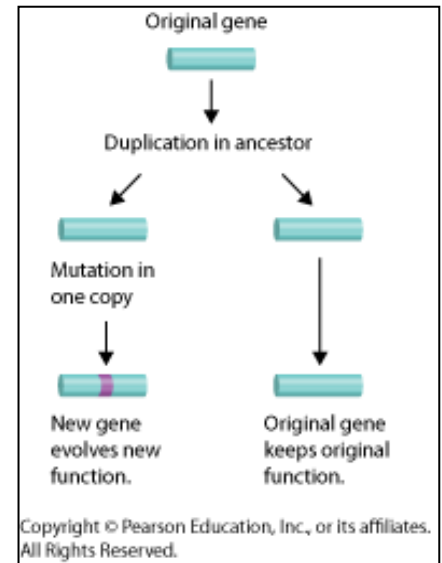 Original gene
Duplication in ancestor
Mutation in
one copy
New gene
evolves new
function.
Original gene
keeps original
function.
Copyright © Pearson Education, Inc., or its affiliates.
All Rights Reserved.